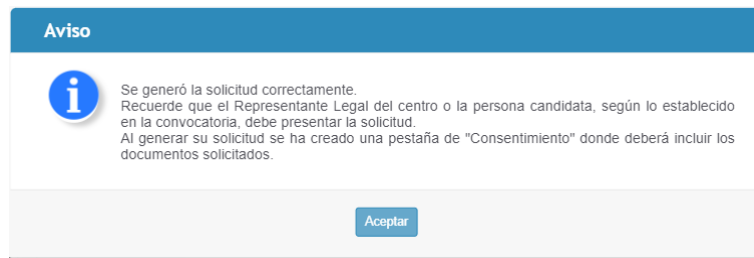 Aviso
Se generó la solicitud correctamente.
Recuerde que el Representante Legal del centro o la persona candidata, según lo establecido
en la convocatoria, debe presentar la solicitud.
Al generar su solicitud se ha creado una pestaña de "Consentimiento" donde deberá incluir los
documentos solicitados.
Aceptar